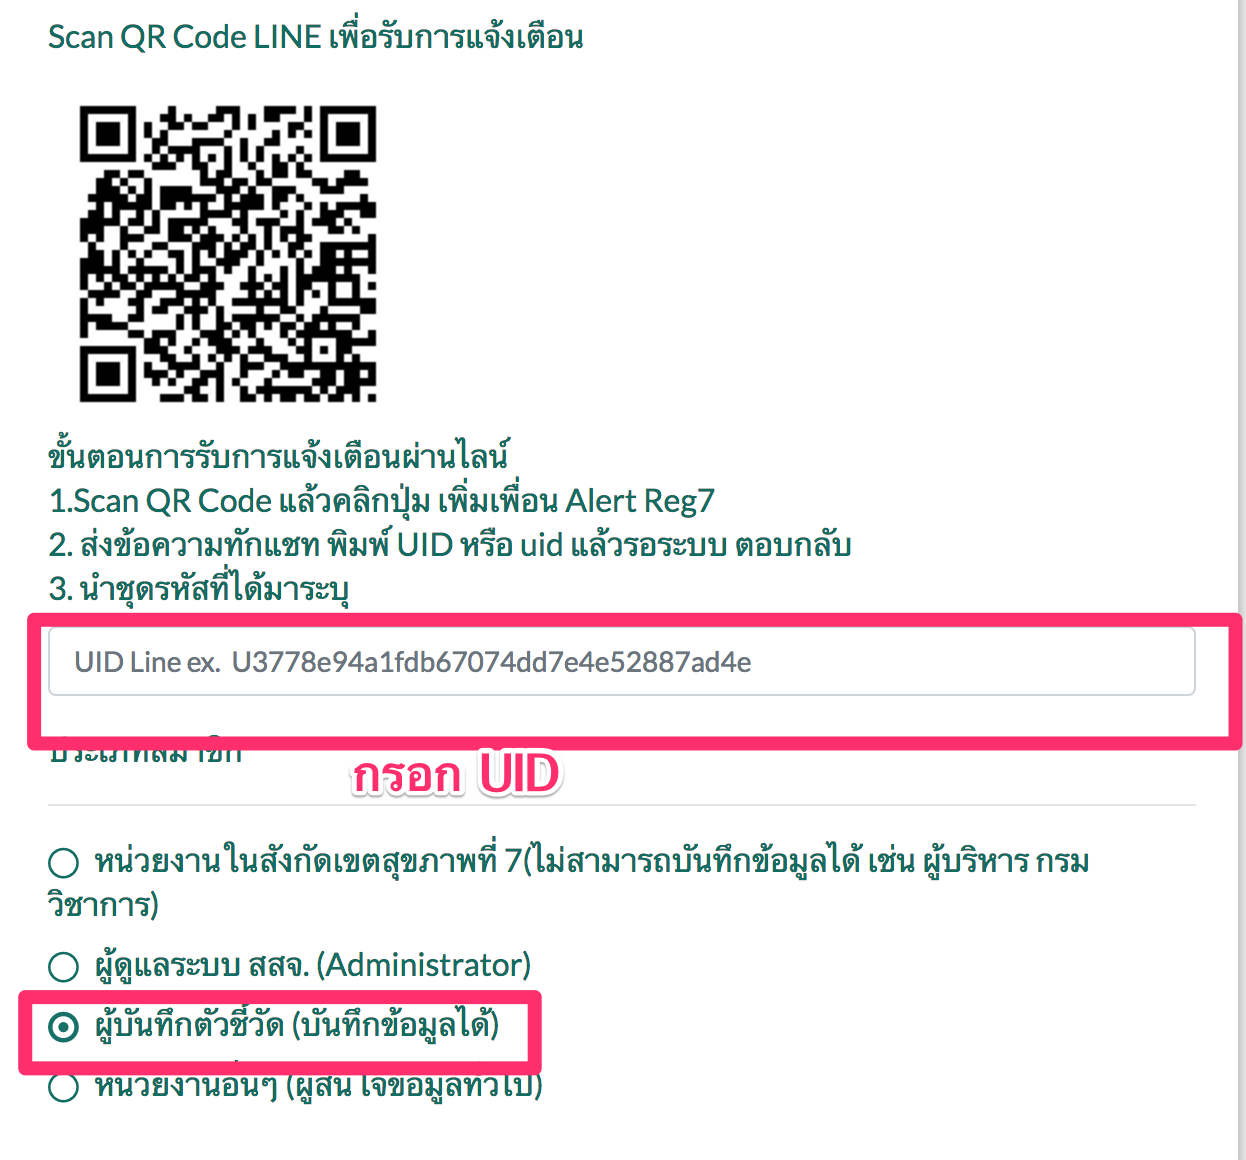 Scan QR Code LINE เพื่อรับการแจ้งเตือน
ขั้นตอนการรับการแจ้งเตือนผ่านไลน์
1.Scan QR Code แล้วคลิกปุ่ม เพิ่มเพื่อน Alert Reg7
2. ส่งข้อความทักแชท พิมพ์ UID หรือ uid แล้วรอระบบ ตอบกลับ
3. นำชุดรหัสที่ได้มาระบุ
UID Line ex. U3778e94a1fdb67074dd7e4e52887ad4e
ประเภทสมาชิก
กรอก UID
หน่วยงาน ในสังกัดเขตสุขภาพที่ 7(ไม่สามารถบันทึกข้อมูลได้ เช่น ผู้บริหาร กรม
วิชาการ)
ผู้ดูแลระบบ สสจ. (Administrator)
ผู้บันทึกตัวชี้วัด (บันทึกข้อมูลได้)
หน่วยงานอื่นๆ (ผู้สนใจข้อมูลทั่วไป)